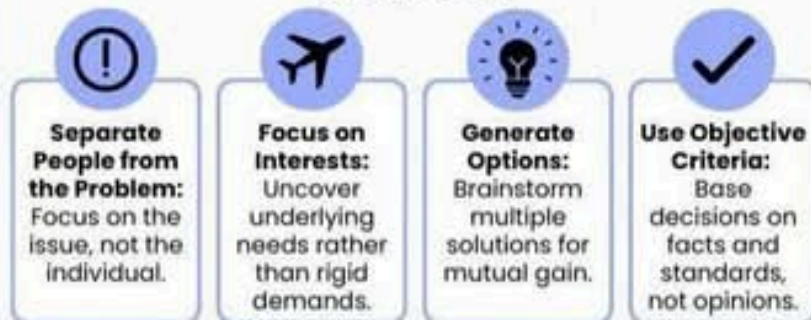 Separate
People from
the Problem:
Focus on the
issue, not the
individual.
Focus on
Interests:
Uncover
underlying
needs rather
than rigid
demands.
Generate
Options:
Brainstorm
multiple
solutions for
mutual gain.
Use Objective
Criteria:
Base
decisions on
facts and
standards,
not opinions.